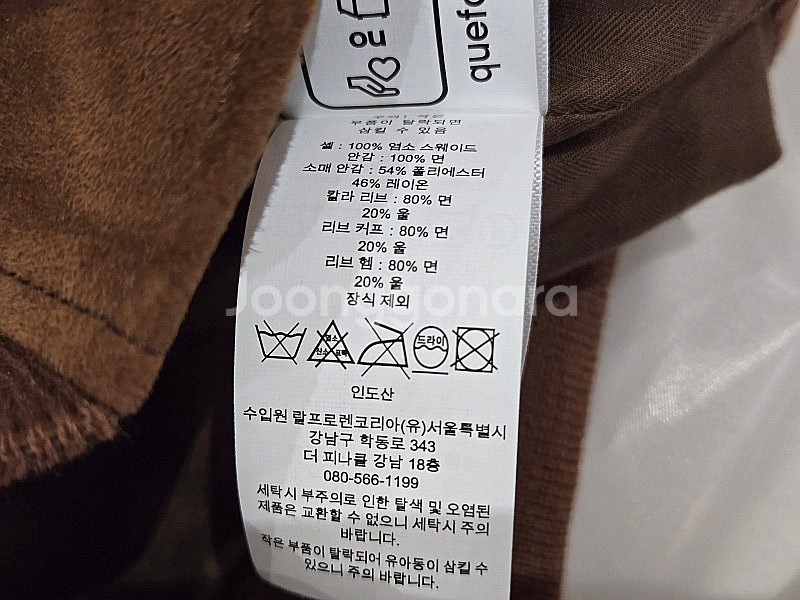 으
quefo
부품이 탈락되면
삼킬 수 있음
셸 : 100% 염소 스웨이드
안감 : 100% 면
소매 안감 : 54% 폴리에스터
46% 레이온
칼라 리브 : 80% 면
20% 울
리브 커프 : 80% 면
20% 울
리브 헴 : 80% 면
20% 울
장식 제외
Joonggonara
염소 드라이
산소 표백
인도산
수입원 랄프로렌코리아(유)서울특별시
강남구 학동로 343
더 피나클 강남 18층
080-566-1199
세탁시 부주의로 인한 탈색 및 오염된
제품은 교환할 수 없으니 세탁시 주의
바랍니다.
작은 부품이 탈락되어 유아동이 삼킬 수
있으니 주의 바랍니다.